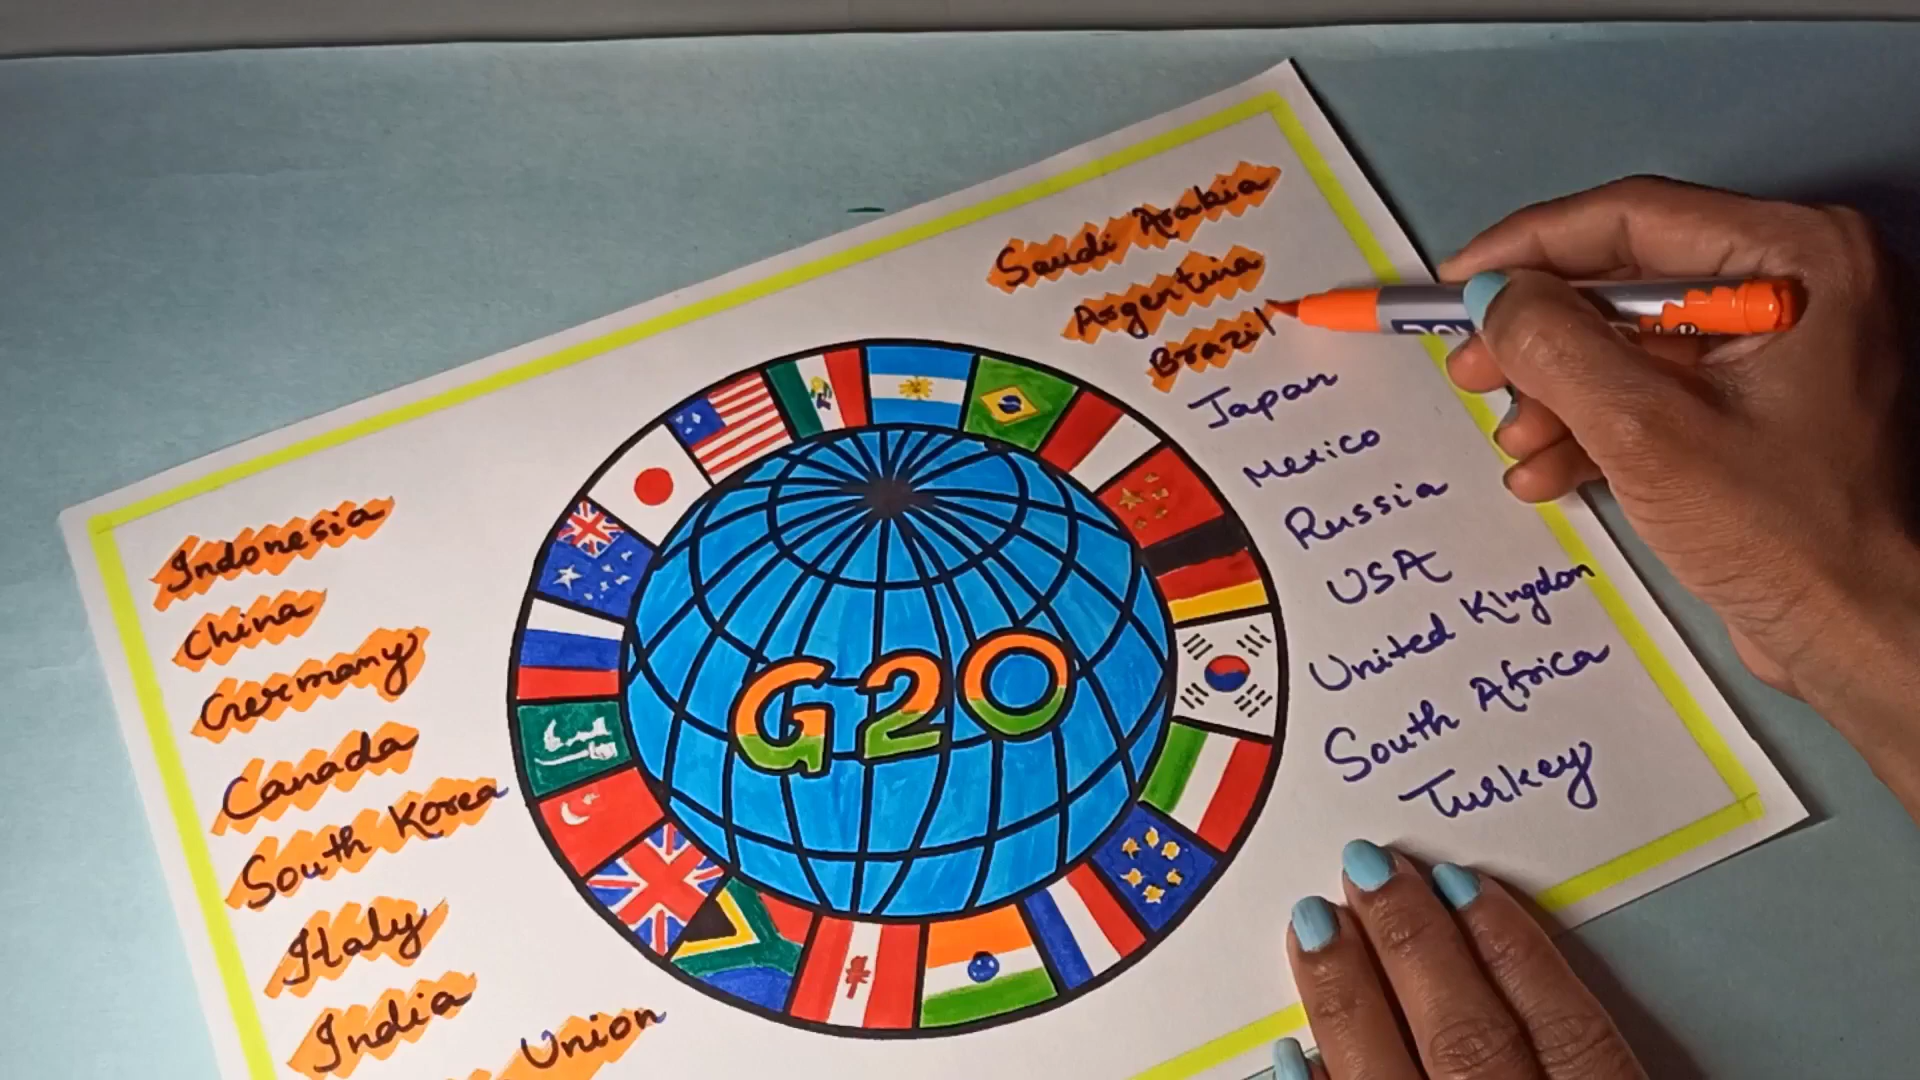 Saudi Arabia
Argentina
Brazil
Japan
Mexico
Russia
USA
United Kingdom
South Africa
Turkey
Indonesia
China
Germany
Canada
South Korea
Italy
India
Union
G20